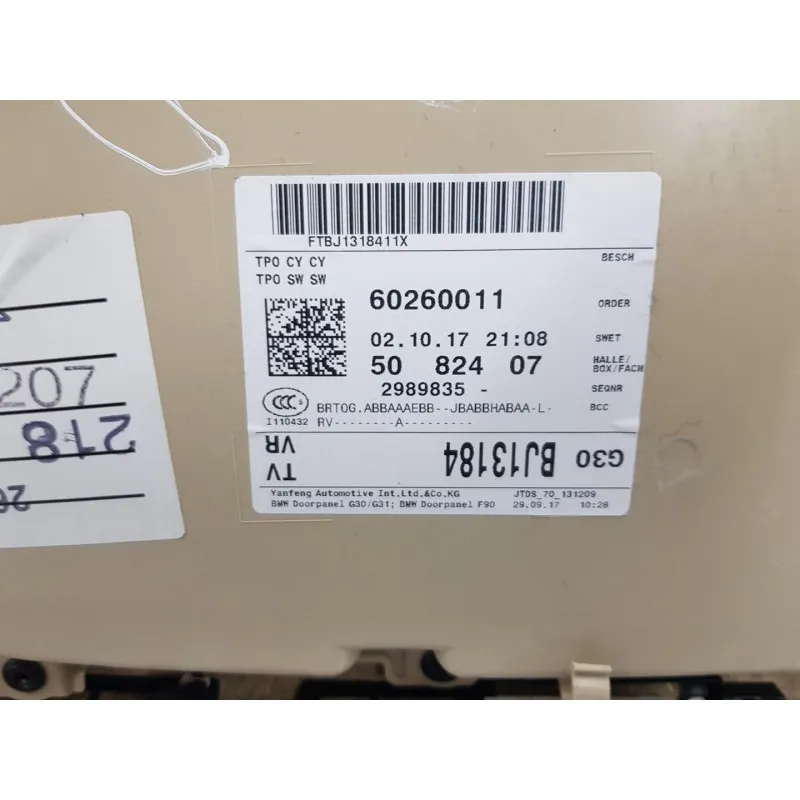 FTBJ1318411X
TPO CY CY
TPO SW SW
BESCH
60260011
ORDER
02.10.17 21:08
SWET
50 824 07
HALLE/
BOX/FACH
2989835 -
SEQNR
CCC S
I110432
BRTOG.ABBAAAEBB--JBABBHABAA-L-
RV--------A---------
BCC
TV
VR
BJ13184
G30
Yanfeng Automotive Int.Ltd.&Co.KG
JTDS_70_131209
BMW Doorpanel G30/G31; BMW Doorpanel F90
29.09.17 10:28
207
218